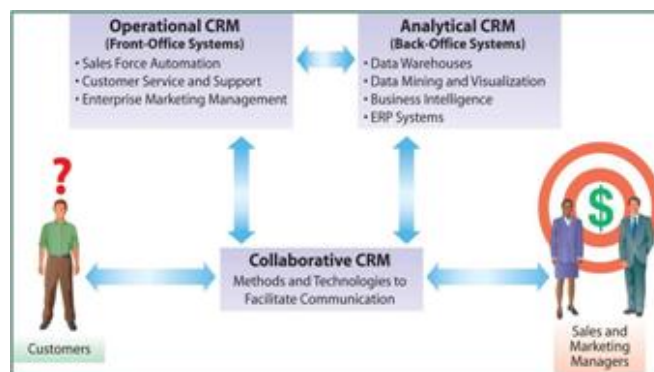 Operational CRM
(Front-Office Systems)
• Sales Force Automation
• Customer Service and Support
• Enterprise Marketing Management
Analytical CRM
(Back-Office Systems)
• Data Warehouses
• Data Mining and Visualization
• Business Intelligence
• ERP Systems
?
$
Collaborative CRM
Methods and Technologies to
Facilitate Communication
Customers
Sales and
Marketing
Managers